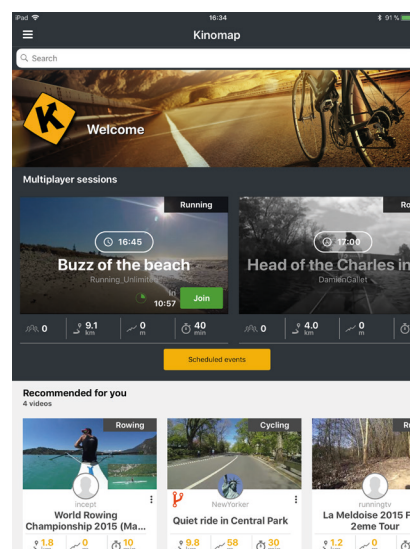 iPad
16:34
91 %
Kinomap
Search
K
Welcome
Multiplayer sessions
Running
16:45
Buzz of the beach
Running_Unlimited
In
10:57
Join
0
9.1
km
0
m
40
min
Ro
17:00
Head of the Charles in
DamienGallet
0
4.0
km
0
m
Scheduled events
Recommended for you
4 videos
Rowing
incept
World Rowing
Championship 2015 (Ma...
1.8
0
10
Cycling
NewYorker
Quiet ride in Central Park
9.8
58
30
runningtv
La Meldoise 2015 F
2eme Tour
1.2
0